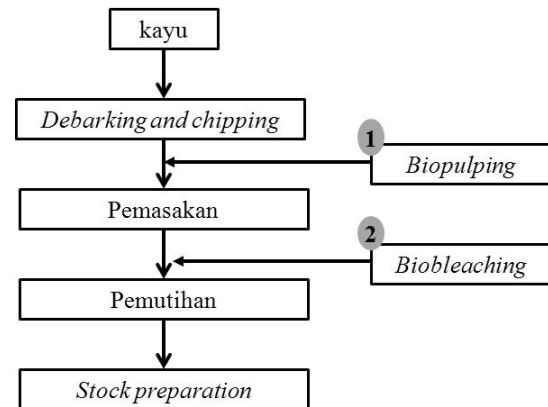 kayu
Debarking and chipping
1
Biopulping
Pemasakan
2
Biobleaching
Pemutihan
Stock preparation